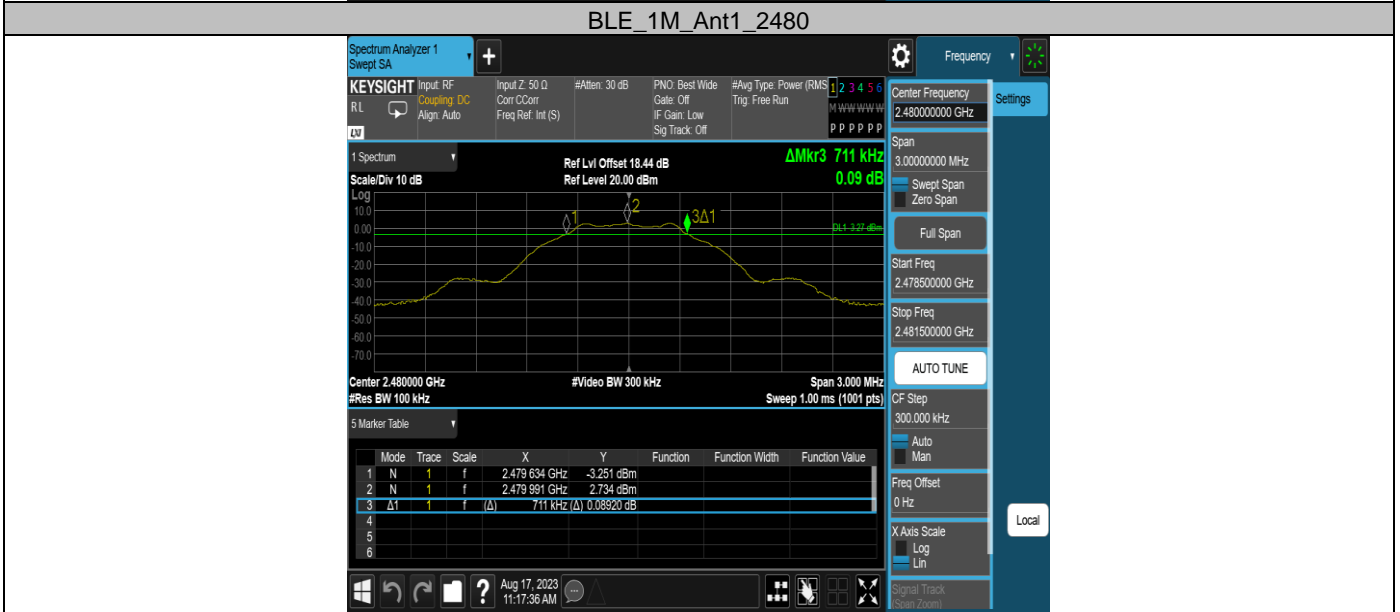 BLE_1M_Ant1_2480
Spectrum Analyzer 1
Swept SA
+
Frequency
KEYSIGHT Input: RF
RL
Coupling: DC
Align: Auto
LXI
Input Z: 50 Ω
Corr CCorr
Freq Ref: Int (S)
#Atten: 30 dB
PNO: Best Wide
Gate: Off
IF Gain: Low
Sig Track: Off
#Avg Type: Power (RMS
Trig: Free Run
1 2 3 4 5 6
M W W W W W
P P P P P P
Center Frequency
2.480000000 GHz
Settings
Span
3.00000000 MHz
Swept Span
Zero Span
Full Span
Start Freq
2.478500000 GHz
Stop Freq
2.481500000 GHz
AUTO TUNE
CF Step
300.000 kHz
Auto
Man
Freq Offset
0 Hz
X Axis Scale
Log
Lin
Local
Signal Track
(Span Zoom)
1 Spectrum
Scale/Div 10 dB
Ref Lvl Offset 18.44 dB
Ref Level 20.00 dBm
ΔMkr3 711 kHz
0.09 dB
Log
10.0
0.00
-10.0
-20.0
-30.0
-40.0
-50.0
-60.0
-70.0
1
2
3Δ1
DL1 -3.27 dBm
Center 2.480000 GHz
#Res BW 100 kHz
#Video BW 300 kHz
Span 3.000 MHz
Sweep 1.00 ms (1001 pts)
5 Marker Table
Mode Trace Scale X Y Function Function Width Function Value
1 N 1 f 2.479 634 GHz -3.251 dBm
2 N 1 f 2.479 991 GHz 2.734 dBm
3 Δ1 1 f (Δ) 711 kHz (Δ) 0.08920 dB
4
5
6
?
Aug 17, 2023
11:17:36 AM